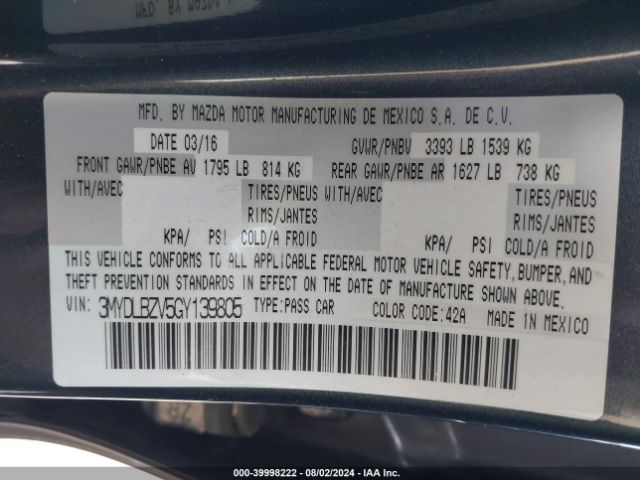 MFD. BY MAZDA MOTOR MANUFACTURING DE MEXICO S.A. DE C.V.
DATE 03/16 GVWR/PNBV 3393 LB 1539 KG
FRONT GAWR/PNBE AV 1795 LB 814 KG REAR GAWR/PNBE AR 1627 LB 738 KG
WITH/AVEC TIRES/PNEUS WITH/AVEC TIRES/PNEUS
RIMS/JANTES RIMS/JANTES
KPA/ PSI COLD/A FROID KPA/ PSI COLD/A FROID
THIS VEHICLE CONFORMS TO ALL APPLICABLE FEDERAL MOTOR VEHICLE SAFETY, BUMPER, AND
THEFT PREVENTION STANDARDS IN EFFECT ON THE DATE OF MANUFACTURE SHOWN ABOVE.
VIN: 3MYDLBZV5GY139805 TYPE: PASS CAR COLOR CODE: 42A MADE IN MEXICO
000-39998222 - 08/02/2024 - IAA Inc.